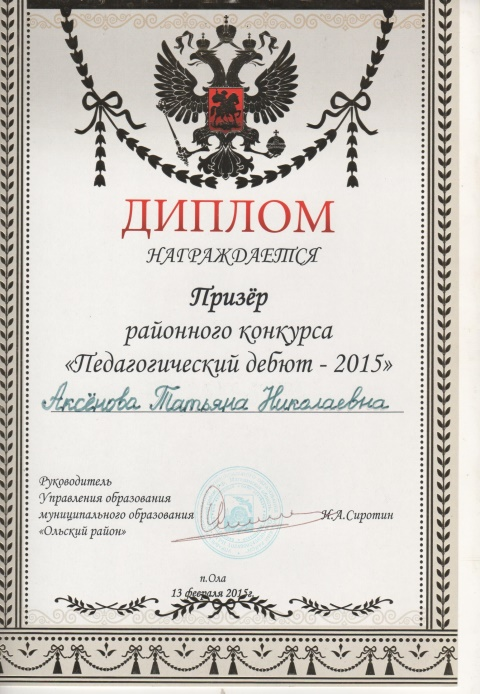 ДИПЛОМ
НАГРАЖДАЕТСЯ
Призёр
районного конкурса
«Педагогический дебют - 2015»
Аксёнова Татьяна Николаевна
Руководитель
Управления образования
муниципального образования
«Ольский район»
И.А.Сиротин
п.Ола
13 февраля 2015г.